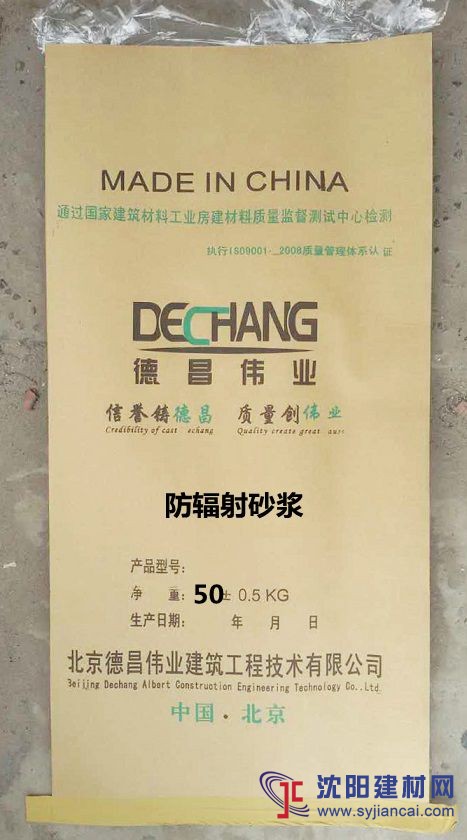 MADE IN CHINA
通过国家建筑材料工业房建材料质量监督测试中心检测
执行ISO9001-_2008质量管理体系认 证
DECHANG
德昌伟业
信誉铸德昌 质量创伟业
Credibility of cast echang Quality create great ause
防辐射砂浆
产品型号:
净 重: 50± 0.5 KG
生产日期: 年 月 日
北京德昌伟业建筑工程技术有限公司
Beijing Dechang Albert Construction Engineering Technology Co.,Ltd.
中国·北京
沈阳建材网
www.syjiancai.com